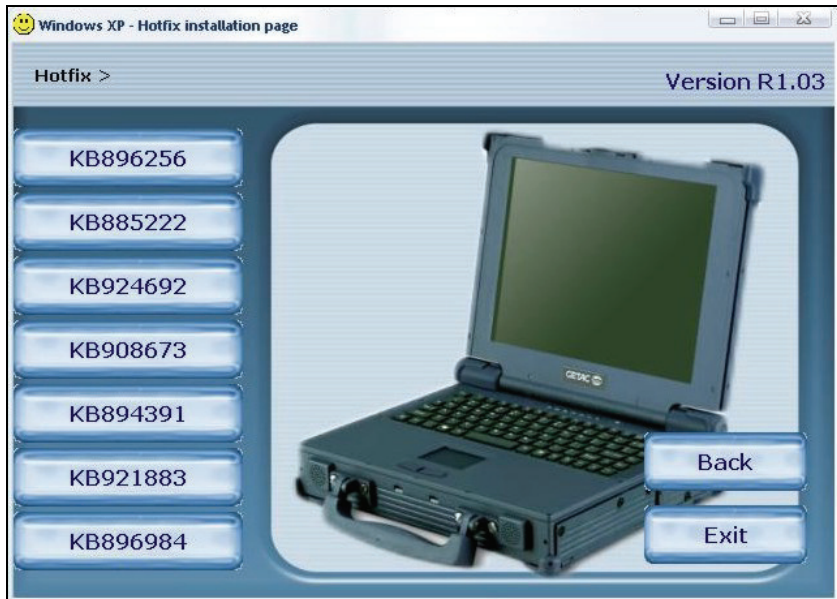 Windows XP - Hotfix installation page
Hotfix >
Version R1.03
KB896256
KB885222
KB924692
KB908673
KB894391
KB921883
KB896984
GETAC
Back
Exit